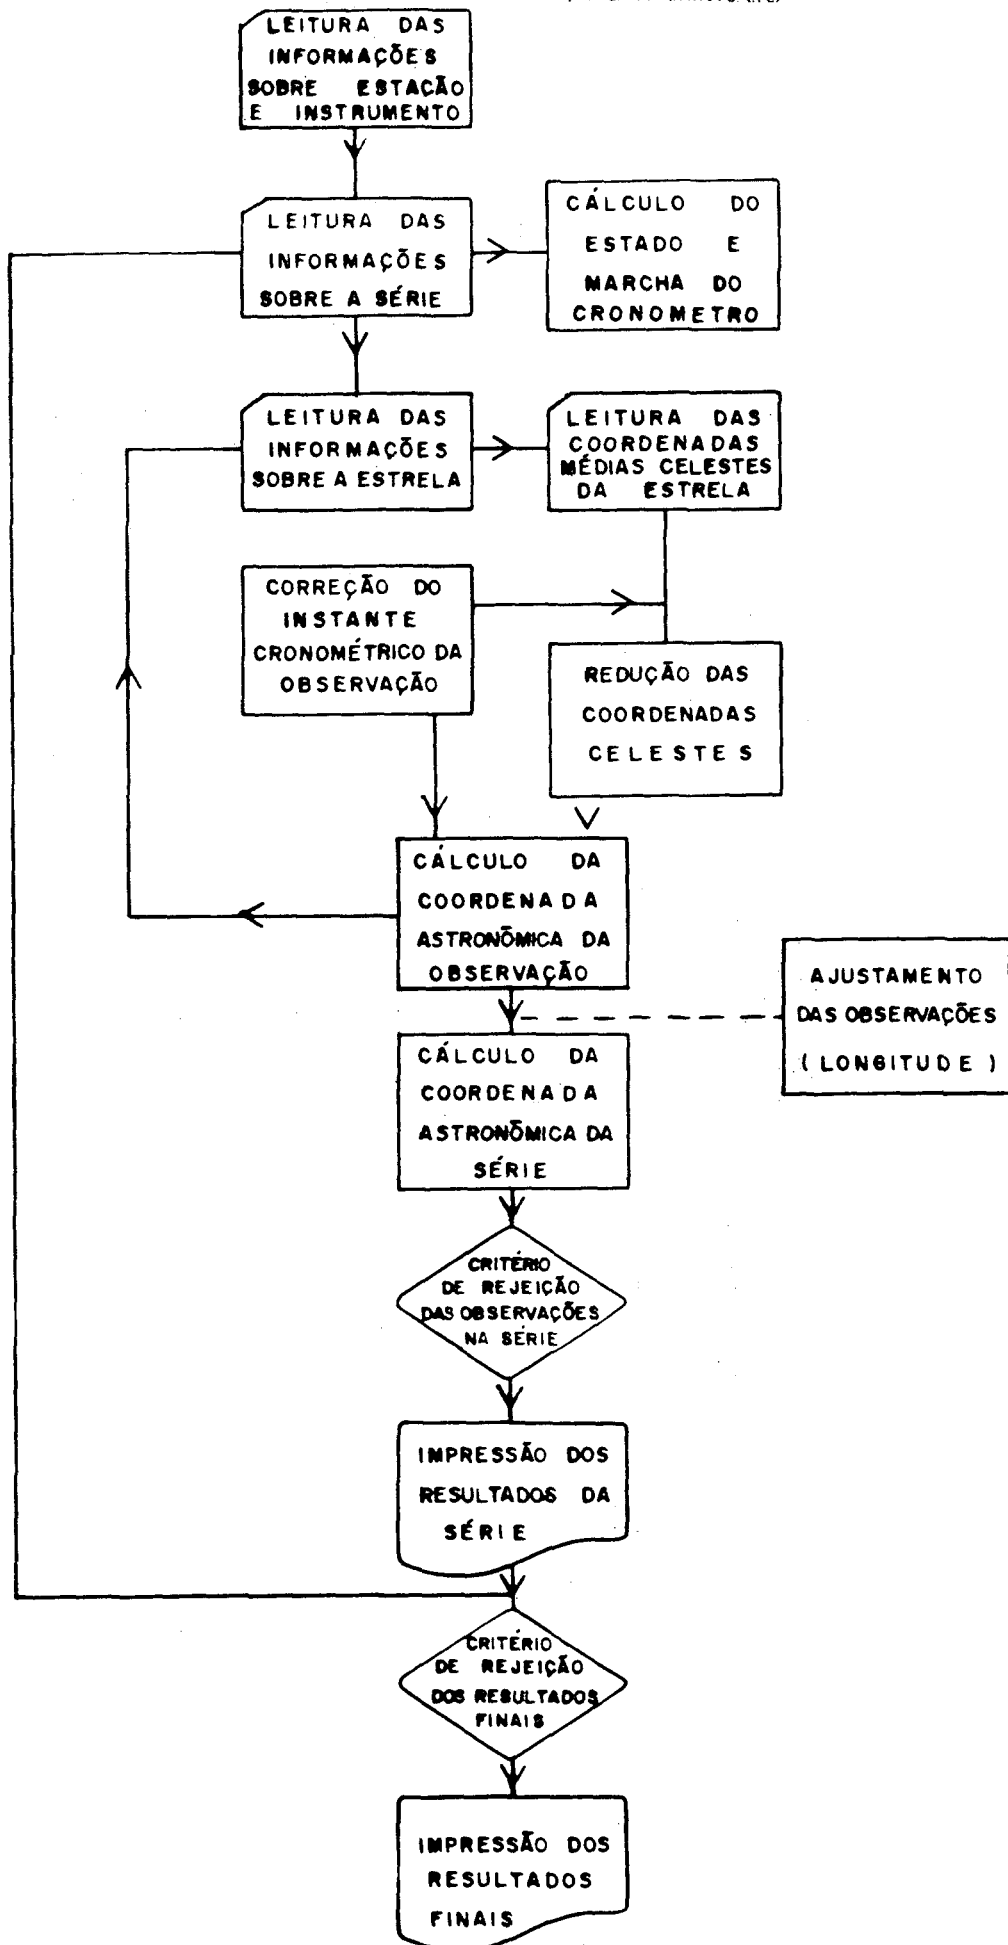 LEITURA DAS
INFORMAÇÕES
SOBRE ESTAÇÃO
E INSTRUMENTO
LEITURA DAS
INFORMAÇÕES
SOBRE A SÉRIE
CÁLCULO DO
ESTADO E
MARCHA DO
CRONOMETRO
LEITURA DAS
INFORMAÇÕES
SOBRE A ESTRELA
LEITURA DAS
COORDENADAS
MÉDIAS CELESTES
DA ESTRELA
CORREÇÃO DO
INSTANTE
CRONOMÉTRICO DA
OBSERVAÇÃO
REDUÇÃO DAS
COORDENADAS
CELESTES
CÁLCULO DA
COORDENADA
ASTRONÕMICA DA
OBSERVAÇÃO
AJUSTAMENTO
DAS OBSERVAÇÕES
(LONGITUDE)
CÁLCULO DA
COORDENADA
ASTRONÕMICA DA
SÉRIE
CRITÉRIO
DE REJEIÇÃO
DAS OBSERVAÇÕES
NA SÉRIE
IMPRESSÃO DOS
RESULTADOS DA
SÉRIE
CRITÉRIO
DE REJEIÇÃO
DOS RESULTADOS
FINAIS
IMPRESSÃO DOS
RESULTADOS
FINAIS